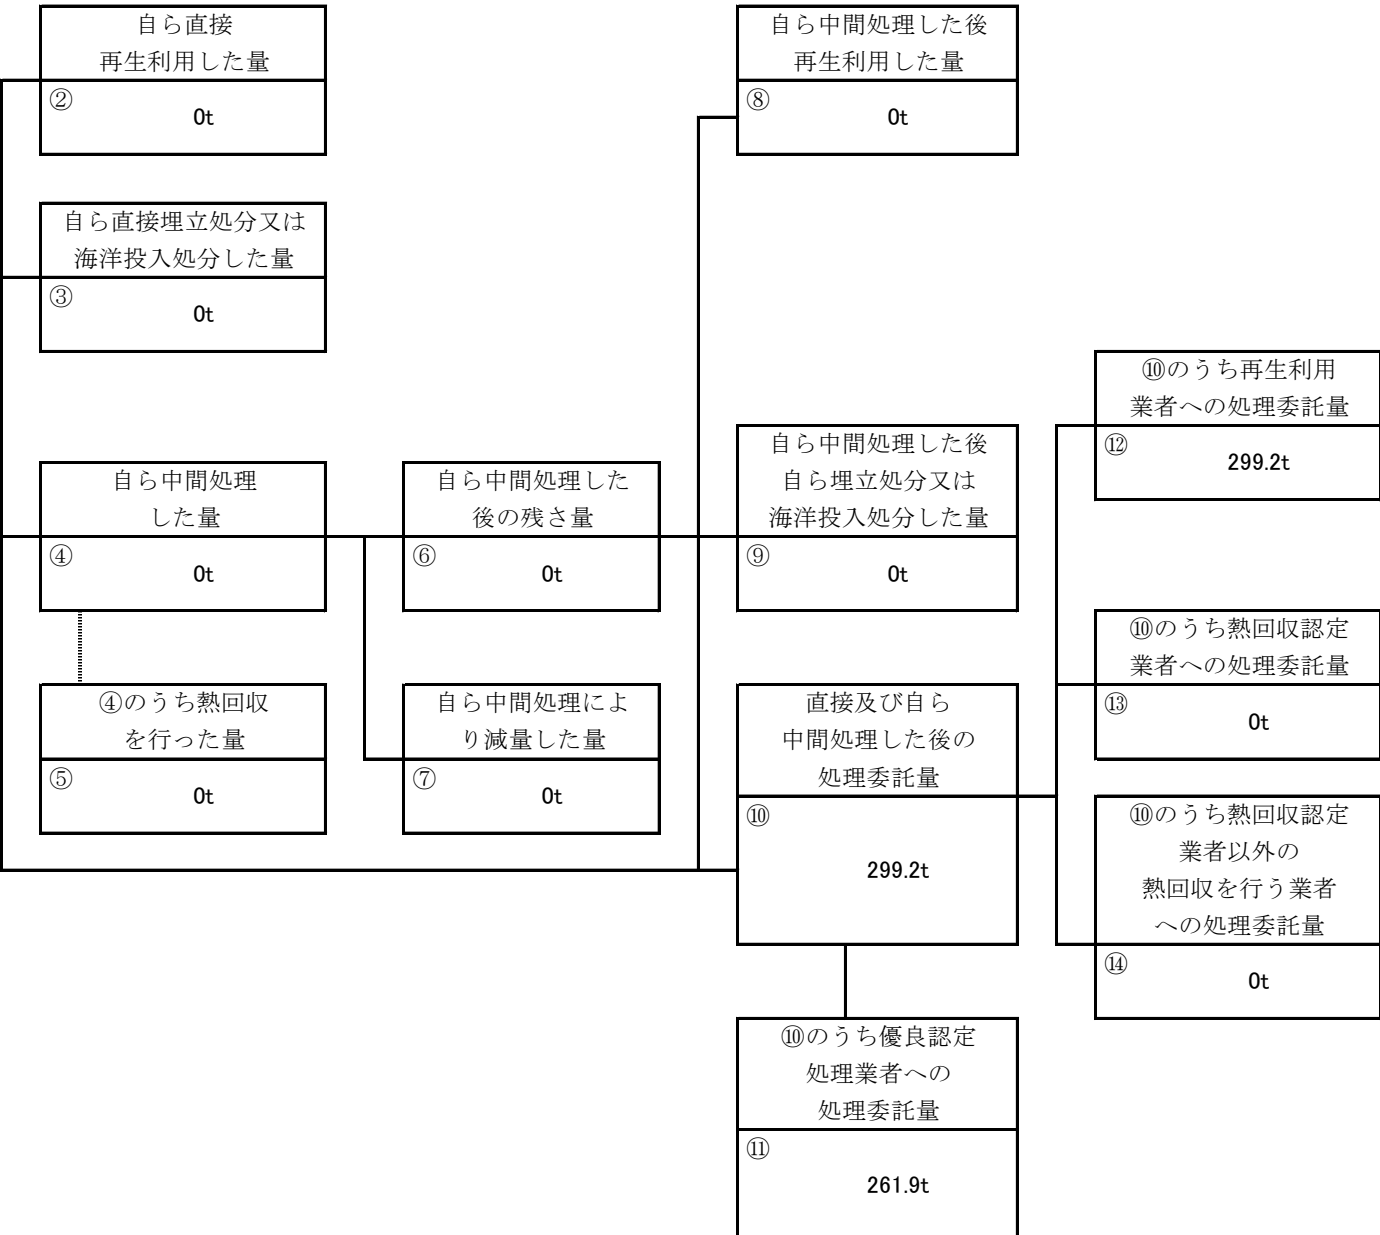 自ら直接
再生利用した量
②
0t
自ら中間処理した後
再生利用した量
⑧
0t
自ら直接埋立処分又は
海洋投入処分した量
③
0t
⑩のうち再生利用
業者への処理委託量
⑫
299.2t
自ら中間処理
した量
④
0t
自ら中間処理した
後の残さ量
⑥
0t
自ら中間処理した後
自ら埋立処分又は
海洋投入処分した量
⑨
0t
⑩のうち熱回収認定
業者への処理委託量
⑬
0t
④のうち熱回収
を行った量
⑤
0t
自ら中間処理によ
り減量した量
⑦
0t
直接及び自ら
中間処理した後の
処理委託量
⑩
299.2t
⑩のうち熱回収認定
業者以外の
熱回収を行う業者
への処理委託量
⑭
0t
⑩のうち優良認定
処理業者への
処理委託量
⑪
261.9t